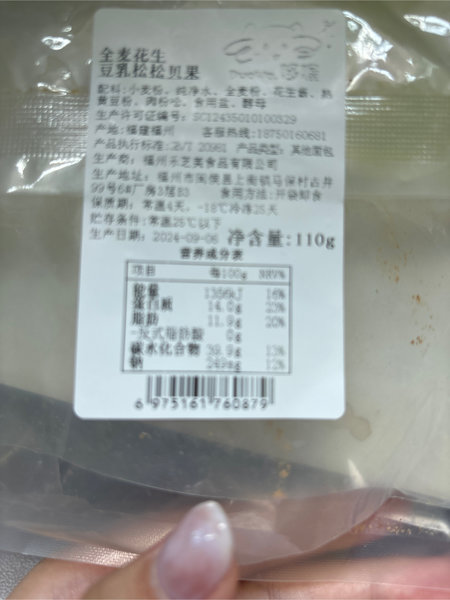 全麦花生
豆乳松松贝果
配料:小麦粉、纯净水、全麦粉、花生酱、熟
黄豆粉、肉粉松、食用盐、酵母
生产许可证编号:SC12435010100329
产地:福建福州 客服热线:18750160681
产品执行标准:GB/T 20981 产品类型:其他面包
生产商:福州乐芝美食品有限公司
生产地址:福州市闽侯县上街镇马保村占井
99号6#厂房3层B3 食用方法:开袋即食
保质期:常温4天,-18℃冷冻25天
贮存条件:常温25℃以下
生产日期:2024-09-06 净含量:110g
营养成分表
项目 每100g NRV%
能量 1356kJ 16%
蛋白质 14.0g 23%
脂肪 11.9g 20%
-反式脂肪酸 0g
碳水化合物 39.0g 13%
钠 249mg 12%
6 975161 760879